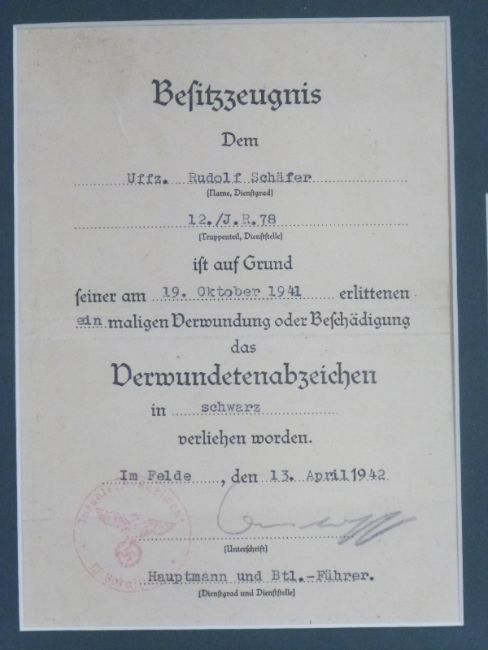 Besitzzeugnis
Dem
Uffz. Rudolf Schäfer
(Name, Dienstgrad)
12./J.R.78
(Truppenteil, Dienststelle)
ist auf Grund
seiner am 19. Oktober 1941 erlittenen
ein maligen Verwundung oder Beschädigung
das
Verwundetenabzeichen
in schwarz
verliehen worden.
Im Felde, den 13. April 1942
(Unterschrift)
Hauptmann und Btl.-Führer.
(Dienstgrad und Dienststelle)